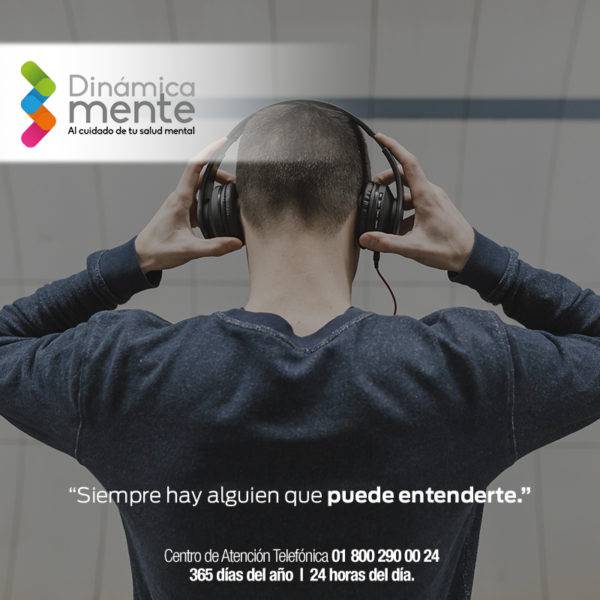 Dinámica
mente
Al cuidado de tu salud mental
“Siempre hay alguien que puede entenderte.”
Centro de Atención Telefónica 01 800 290 00 24
365 días del año I 24 horas del día.